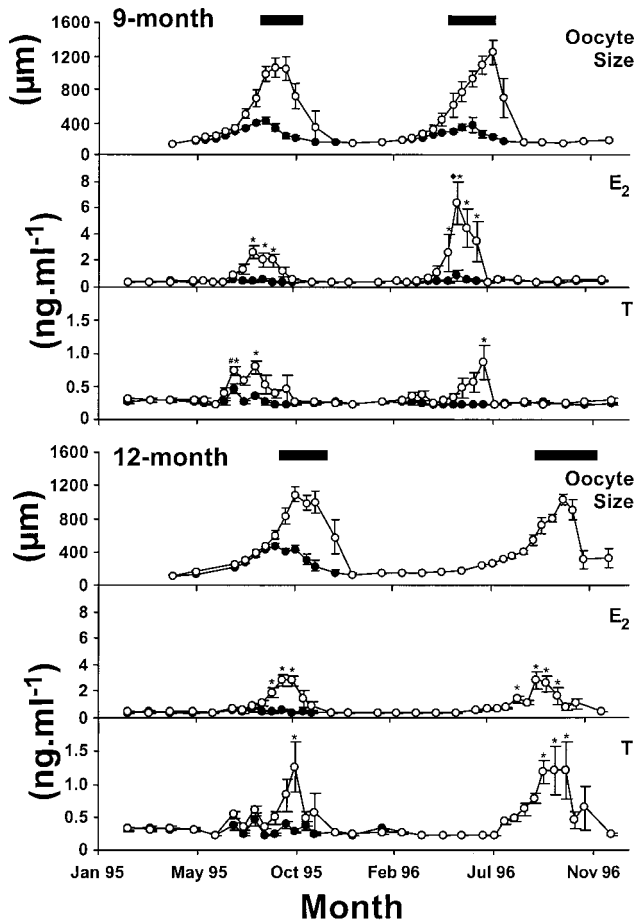 9-month
Oocyte
Size
(µm)
1600
1200
800
400
0
E2
8
6
4
2
0
(ng.ml-1)
T
1.5
1.0
0.5
0.0
12-month
Oocyte
Size
(µm)
1600
1200
800
400
0
E2
8
6
4
2
0
(ng.ml-1)
T
1.5
1.0
0.5
0.0
Jan 95 May 95 Oct 95 Feb 96 Jul 96 Nov 96
Month